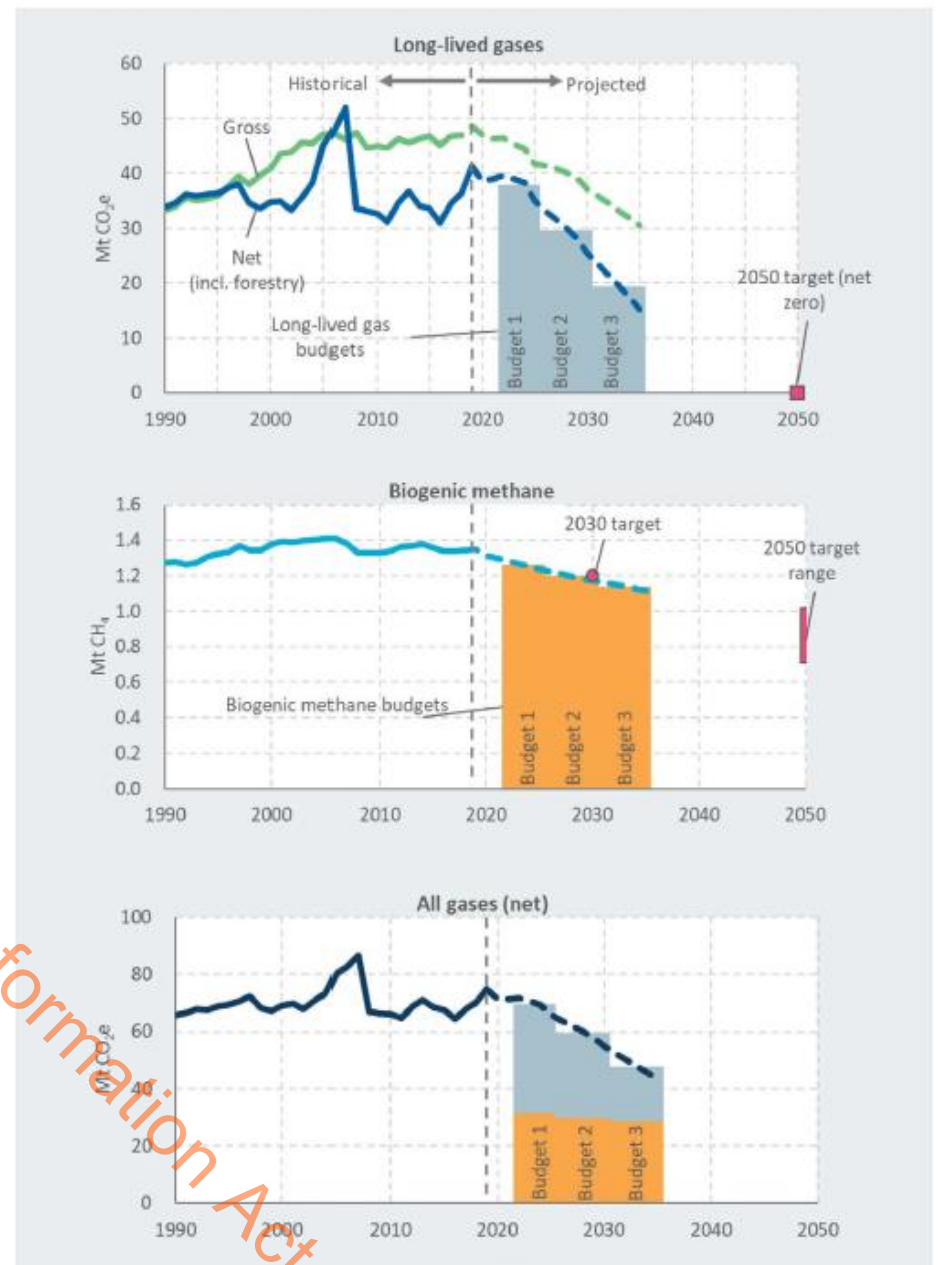 Long-lived gases
60
50
40
30
20
10
0
Mt CO₂e
Historical
Projected
Gross
Net
(incl. forestry)
Long-lived gas
budgets
Budget 1
Budget 2
Budget 3
2050 target (net
zero)
1990 2000 2010 2020 2030 2040 2050
Biogenic methane
1.6
1.4
1.2
1.0
0.8
0.6
0.4
0.2
0.0
Mt CH₄
2030 target
2050 target
range
Biogenic methane budgets
Budget 1
Budget 2
Budget 3
1990 2000 2010 2020 2030 2040 2050
All gases (net)
100
80
60
40
20
0
Mt CO₂e
Budget 1
Budget 2
Budget 3
1990 2000 2010 2020 2030 2040 2050
formation Act